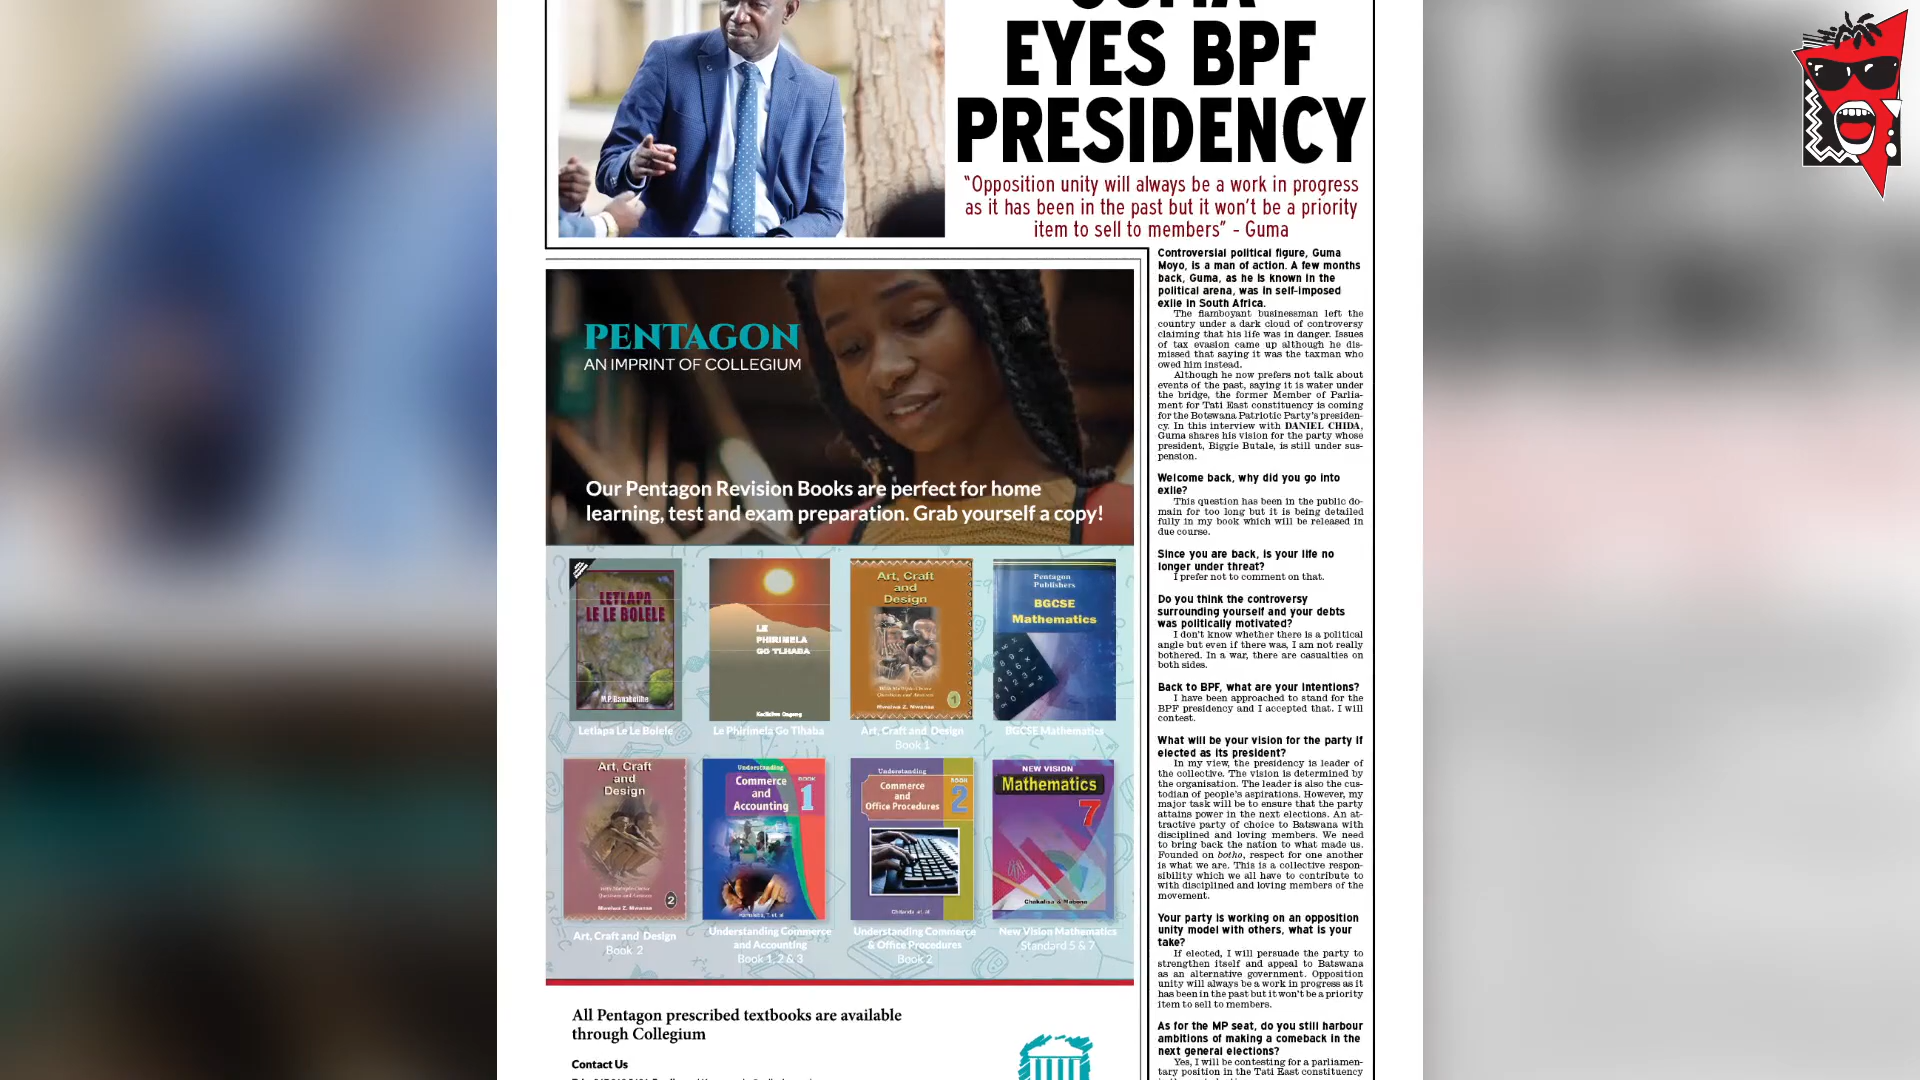 EYES BPF
PRESIDENCY
"Opposition unity will always be a work in progress
as it has been in the past but it won't be a priority
item to sell to members" - Guma
Controversial political figure, Guma
Moyo, is a man of action. A few months
back, Guma, as he is known in the
political arena, was in self-imposed
exile in South Africa.
The flamboyant businessman left the
country under a dark cloud of controversy
claiming that his life was in danger. Issues
of tax evasion came up although he dis-
missed that saying it was the taxman who
owed him instead.
Although he now prefers not talk about
events of the past, saying it is water under
the bridge, the former Member of Parlia-
ment for Tati East constituency is coming
for the Botswana Patriotic Party's presiden-
cy. In this interview with DANIEL CHIDA,
Guma shares his vision for the party whose
president, Biggie Butale, is still under sus-
pension.
Welcome back, why did you go into
exile?
This question has been in the public do-
main for too long but it is being detailed
fully in my book which will be released in
due course.
Since you are back, is your life no
longer under threat?
I prefer not to comment on that.
Do you think the controversy
surrounding yourself and your debts
was politically motivated?
I don't know whether there is a political
angle but even if there was, I am not really
bothered. In a war, there are casualties on
both sides.
Back to BPF, what are your intentions?
I have been approached to stand for the
BPF presidency and I accepted that. I will
contest.
What will be your vision for the party if
elected as its president?
In my view, the presidency is leader of
the collective. The vision is determined by
the organisation. The leader is also the cus-
todian of people's aspirations. However, my
major task will be to ensure that the party
attains power in the next elections. An at-
tractive party of choice to Batswana with
disciplined and loving members. We need
to bring back the nation to what made us.
Founded on botho, respect for one another
is what we are. This is a collective respon-
sibility which we all have to contribute to
with disciplined and loving members of the
movement.
Your party is working on an opposition
unity model with others, what is your
take?
If elected, I will persuade the party to
strengthen itself and appeal to Batswana
as an alternative government. Opposition
unity will always be a work in progress as it
has been in the past but it won't be a priority
item to sell to members.
As for the MP seat, do you still harbour
ambitions of making a comeback in the
next general elections?
Yes, I will be contesting for a parliamen-
tary position in the Tati East constituency
PENTAGON
AN IMPRINT OF COLLEGIUM
Our Pentagon Revision Books are perfect for home
learning, test and exam preparation. Grab yourself a copy!
LETLAPA
LE LE BOLELE
LE
PHIRIMELA
GO TLHABA
Art, Craft
and
Design
1
Pentagon
Publishers
BGCSE
Mathematics
Letlapa Le Le Bolele
Le Phirimela Go Tlhaba
Art, Craft and Design
Book 1
BGCSE Mathematics
Art, Craft
and
Design
2
Understanding
Commerce
and
Accounting
BOOK
1
Understanding
Commerce
and
Office Procedures
BOOK
2
NEW VISION
Mathematics
7
Art, Craft and Design
Book 2
Understanding Commerce
and Accounting
Book 1, 2 & 3
Understanding Commerce
& Office Procedures
Book 2
New Vision Mathematics
Standard 5 & 7
All Pentagon prescribed textbooks are available
through Collegium
Contact Us